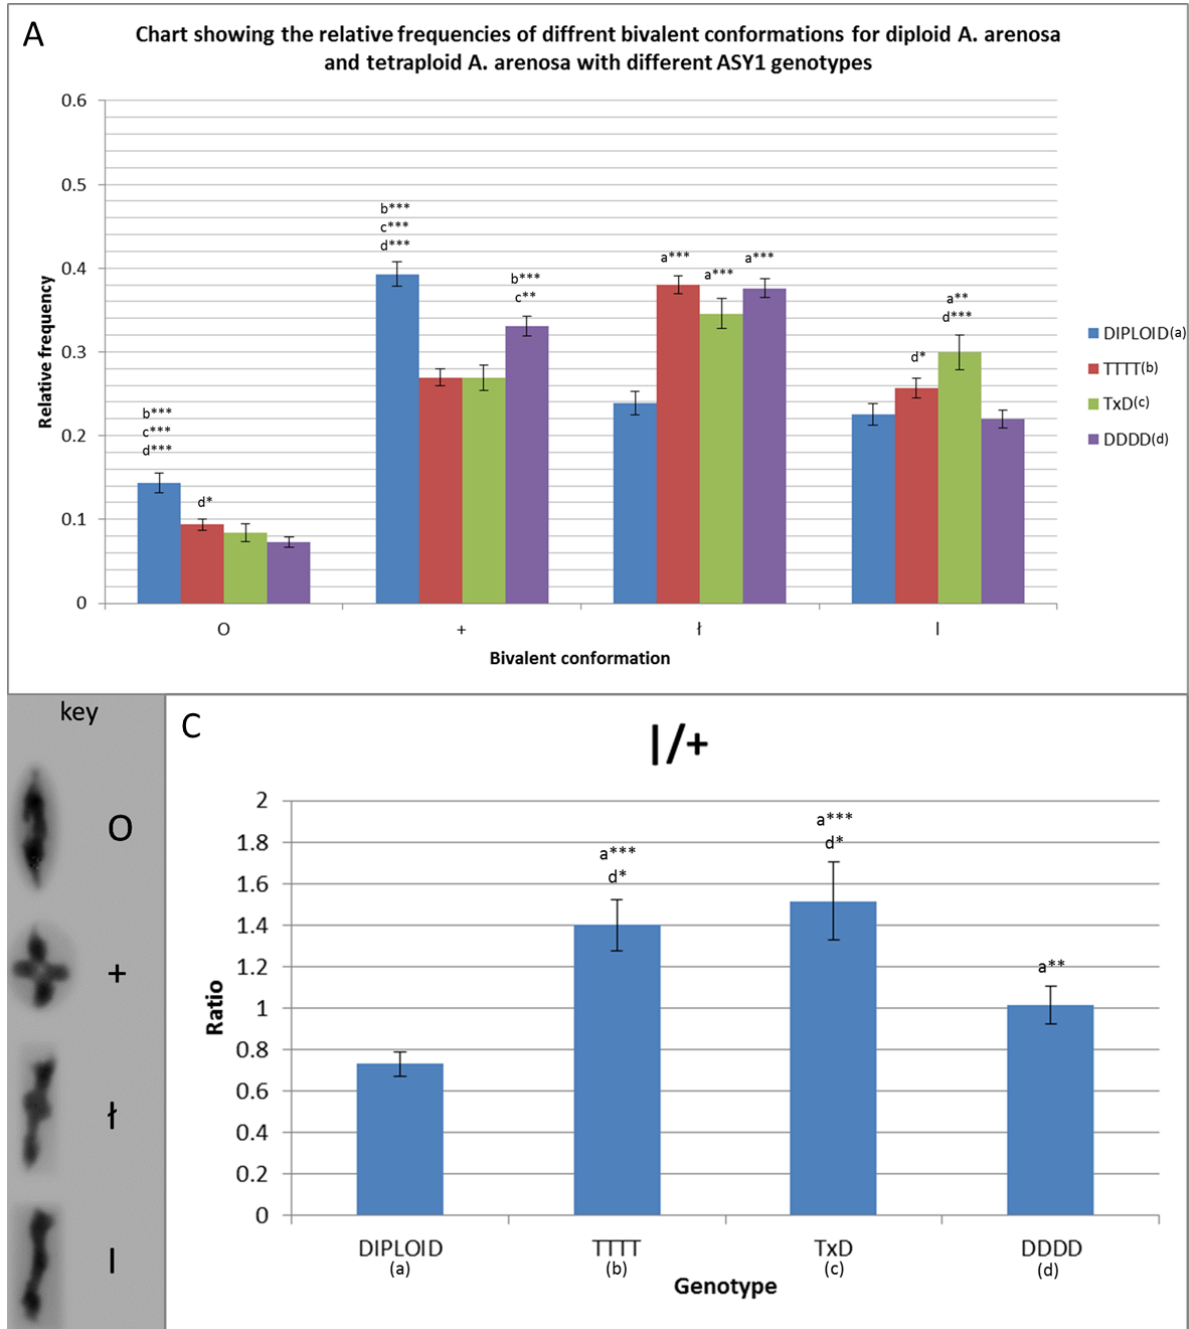 A
Chart showing the relative frequencies of diffrent bivalent conformations for diploid A. arenosa
and tetraploid A. arenosa with different ASY1 genotypes
0.6
0.5
0.4
0.3
0.2
0.1
0
Relative frequency
b***
c***
d***
d*
b***
c***
d***
b***
c**
a***
a***
a***
d*
a**
d***
O
+
ł
I
Bivalent conformation
DIPLOID(a)
TTTT(b)
TxD(c)
DDDD(d)
key
O
+
ł
I
C
I/+
2
1.8
1.6
1.4
1.2
1
0.8
0.6
0.4
0.2
0
Ratio
a***
d*
a***
d*
a**
DIPLOID
(a)
TTTT
(b)
TxD
(c)
DDDD
(d)
Genotype